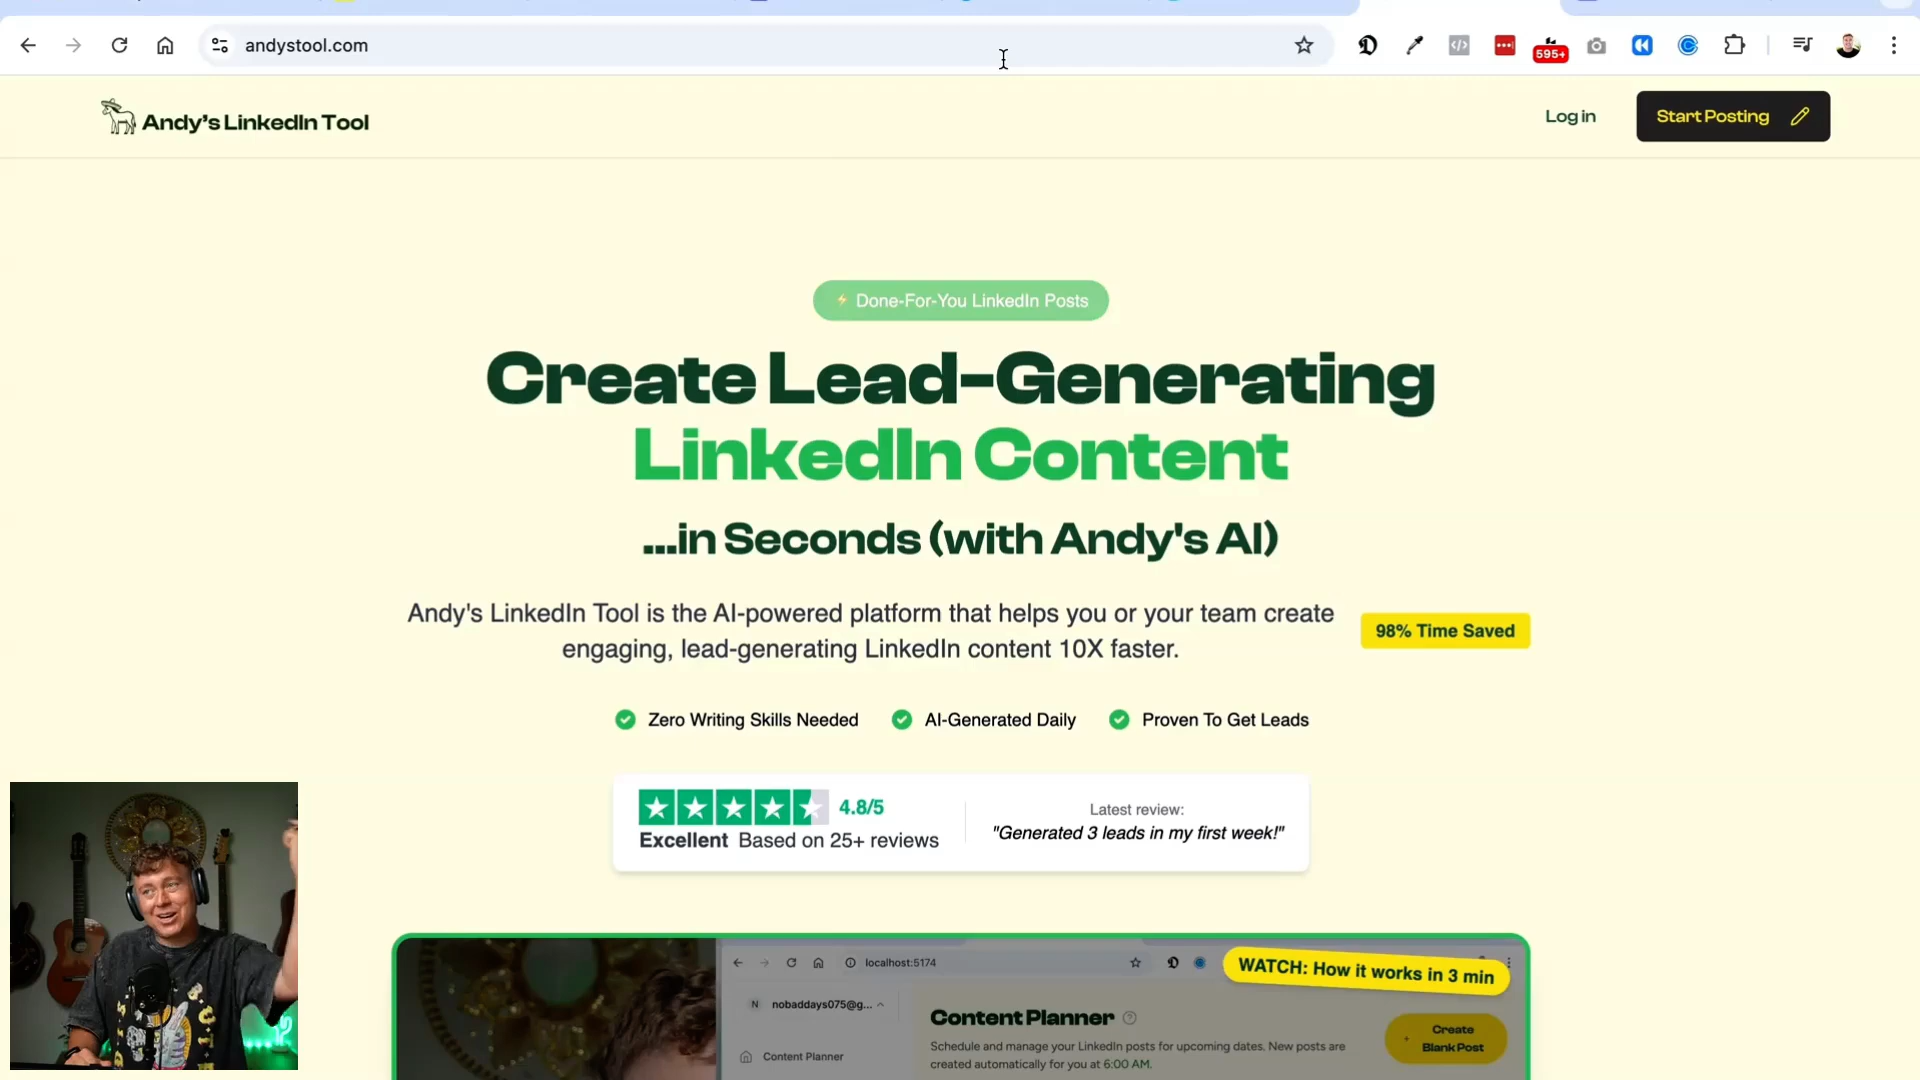 andystool.com
595+
Andy's LinkedIn Tool
Log in
Start Posting
Done-For-You LinkedIn Posts
Create Lead-Generating
LinkedIn Content
...in Seconds (with Andy's AI)
Andy's LinkedIn Tool is the AI-powered platform that helps you or your team create
engaging, lead-generating LinkedIn content 10X faster.
98% Time Saved
Zero Writing Skills Needed
AI-Generated Daily
Proven To Get Leads
4.8/5
Excellent Based on 25+ reviews
Latest review:
"Generated 3 leads in my first week!"
localhost:5174
WATCH: How it works in 3 min
N nobaddays075@g...
Content Planner
Content Planner
Schedule and manage your LinkedIn posts for upcoming dates. New posts are
created automatically for you at 6:00 AM.
Create
Blank Post